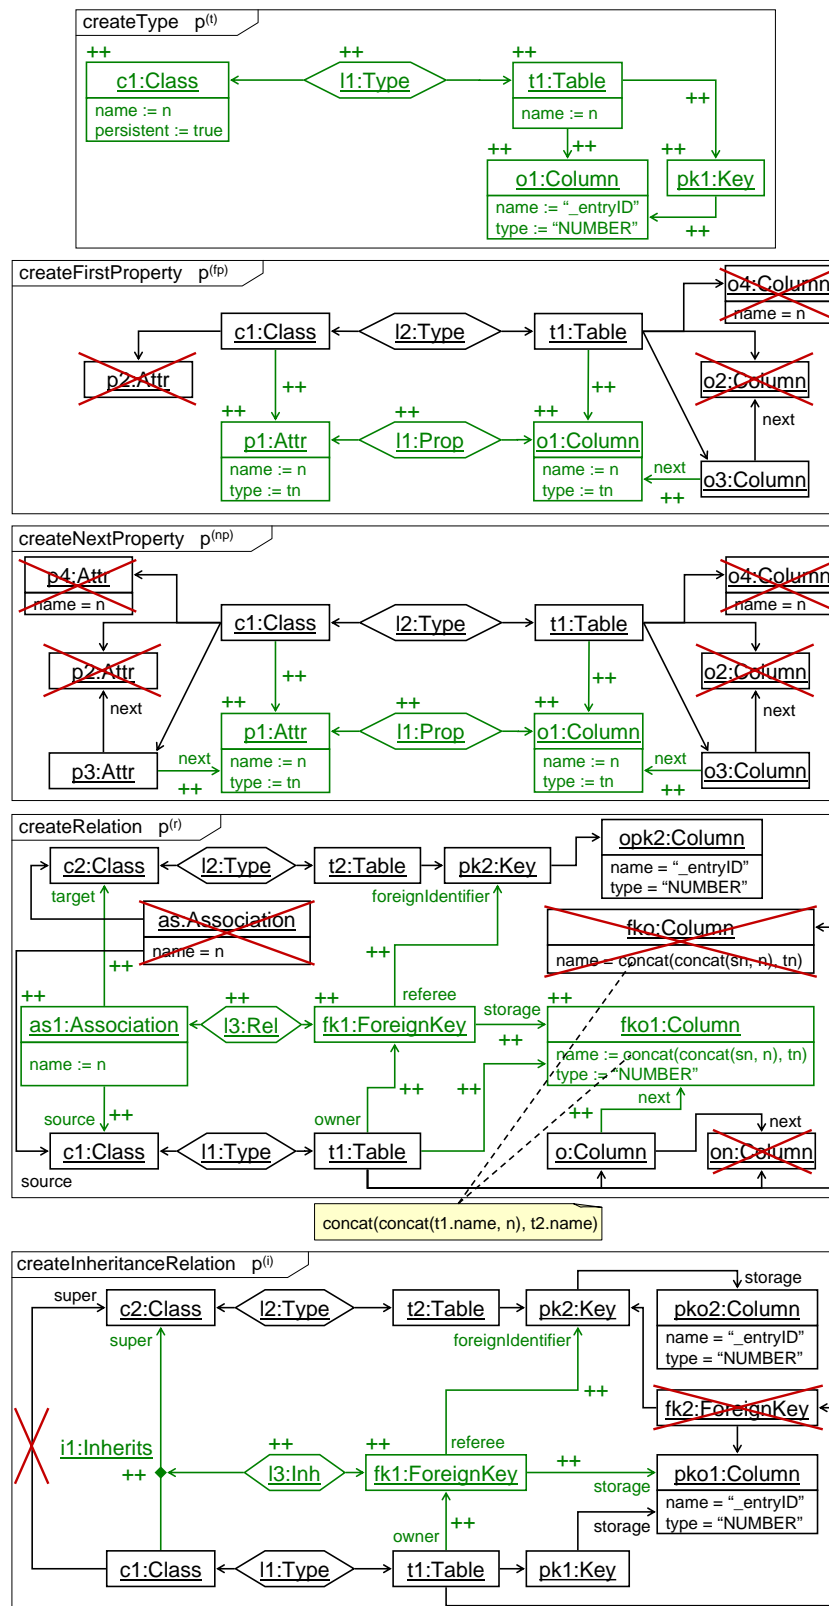 createType p(t)
++ ++ ++
c1:Class l1:Type t1:Table
name := n
persistent := true
name := n
++
++
++ ++
o1:Column pk1:Key
name := “_entryID”
type := “NUMBER”
++
createFirstProperty p(fp)
o4:Column
name = n
c1:Class l2:Type t1:Table
p2:Attr
o2:Column
++ ++
next
++ ++ ++
p1:Attr l1:Prop o1:Column
name := n
type := tn
name := n
type := tn
next
++
o3:Column
createNextProperty p(np)
p4:Attr
name = n
o4:Column
name = n
c1:Class l2:Type t1:Table
p2:Attr
o2:Column
++ ++
next
next
++ ++ ++
p1:Attr l1:Prop o1:Column
p3:Attr
next
++
name := n
type := tn
name := n
type := tn
next
++
o3:Column
createRelation p(r)
c2:Class l2:Type t2:Table pk2:Key
opk2:Column
name = “_entryID”
type = “NUMBER”
target
foreignIdentifier
as:Association
name = n
fko:Column
name = concat(concat(sn, n), tn)
++
++
referee
++ ++ ++ ++
as1:Association l3:Rel fk1:ForeignKey
storage
++
fko1:Column
name := n
name := concat(concat(sn, n), tn)
type := “NUMBER”
++
++
source
++
owner
++
next
next
c1:Class l1:Type t1:Table o:Column on:Column
source
concat(concat(t1.name, n), t2.name)
createInheritanceRelation p(i)
super
storage
c2:Class l2:Type t2:Table pk2:Key
pko2:Column
name = “_entryID”
type = “NUMBER”
super
foreignIdentifier
++
fk2:ForeignKey
i1:Inherits
++
++ ++
referee
++
l3:Inh fk1:ForeignKey
storage
pko1:Column
name = “_entryID”
type = “NUMBER”
owner
++
storage
c1:Class l1:Type t1:Table pk1:Key